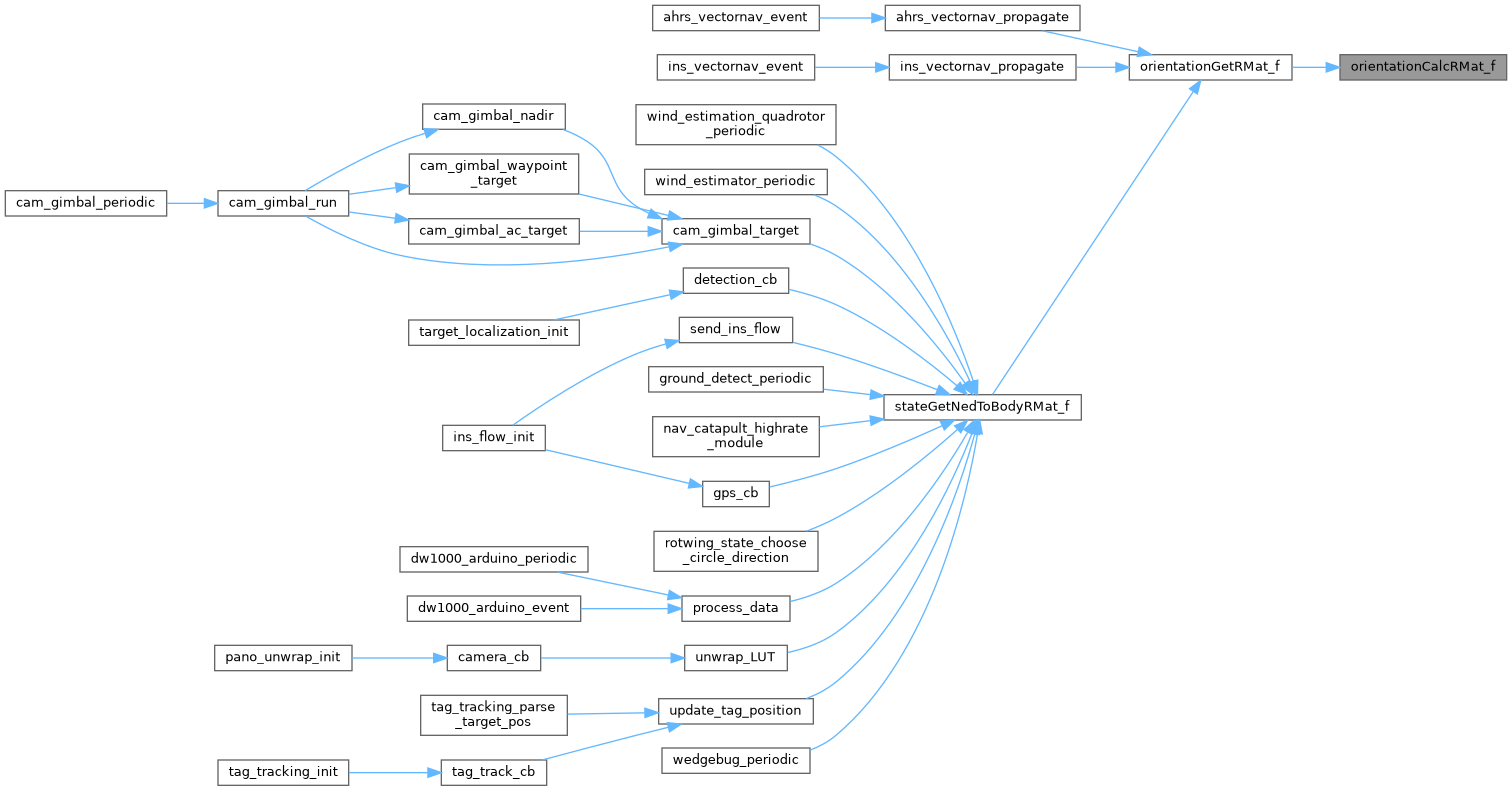 ahrs_vectornav_event
ahrs_vectornav_propagate
ins_vectornav_event
ins_vectornav_propagate
orientationGetRMat_f
orientationCalcRMat_f
cam_gimbal_nadir
wind_estimation_quadrotor
_periodic
cam_gimbal_waypoint
_target
wind_estimator_periodic
cam_gimbal_periodic
cam_gimbal_run
cam_gimbal_ac_target
cam_gimbal_target
detection_cb
target_localization_init
send_ins_flow
ground_detect_periodic
stateGetNedToBodyRMat_f
ins_flow_init
nav_catapult_highrate
_module
gps_cb
rotwing_state_choose
_circle_direction
dw1000_arduino_periodic
dw1000_arduino_event
process_data
pano_unwrap_init
camera_cb
unwrap_LUT
tag_tracking_parse
_target_pos
update_tag_position
wedgebug_periodic
tag_tracking_init
tag_track_cb